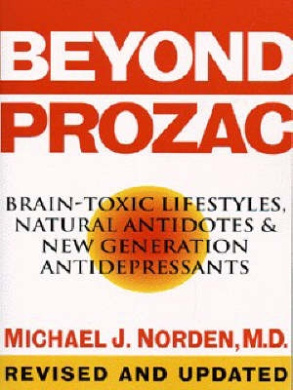 BEYOND
PROZAC
BRAIN-TOXIC LIFESTYLES,
NATURAL ANTIDOTES &
NEW GENERATION
ANTIDEPRESSANTS
MICHAEL J. NORDEN, M.D.
REVISED AND UPDATED